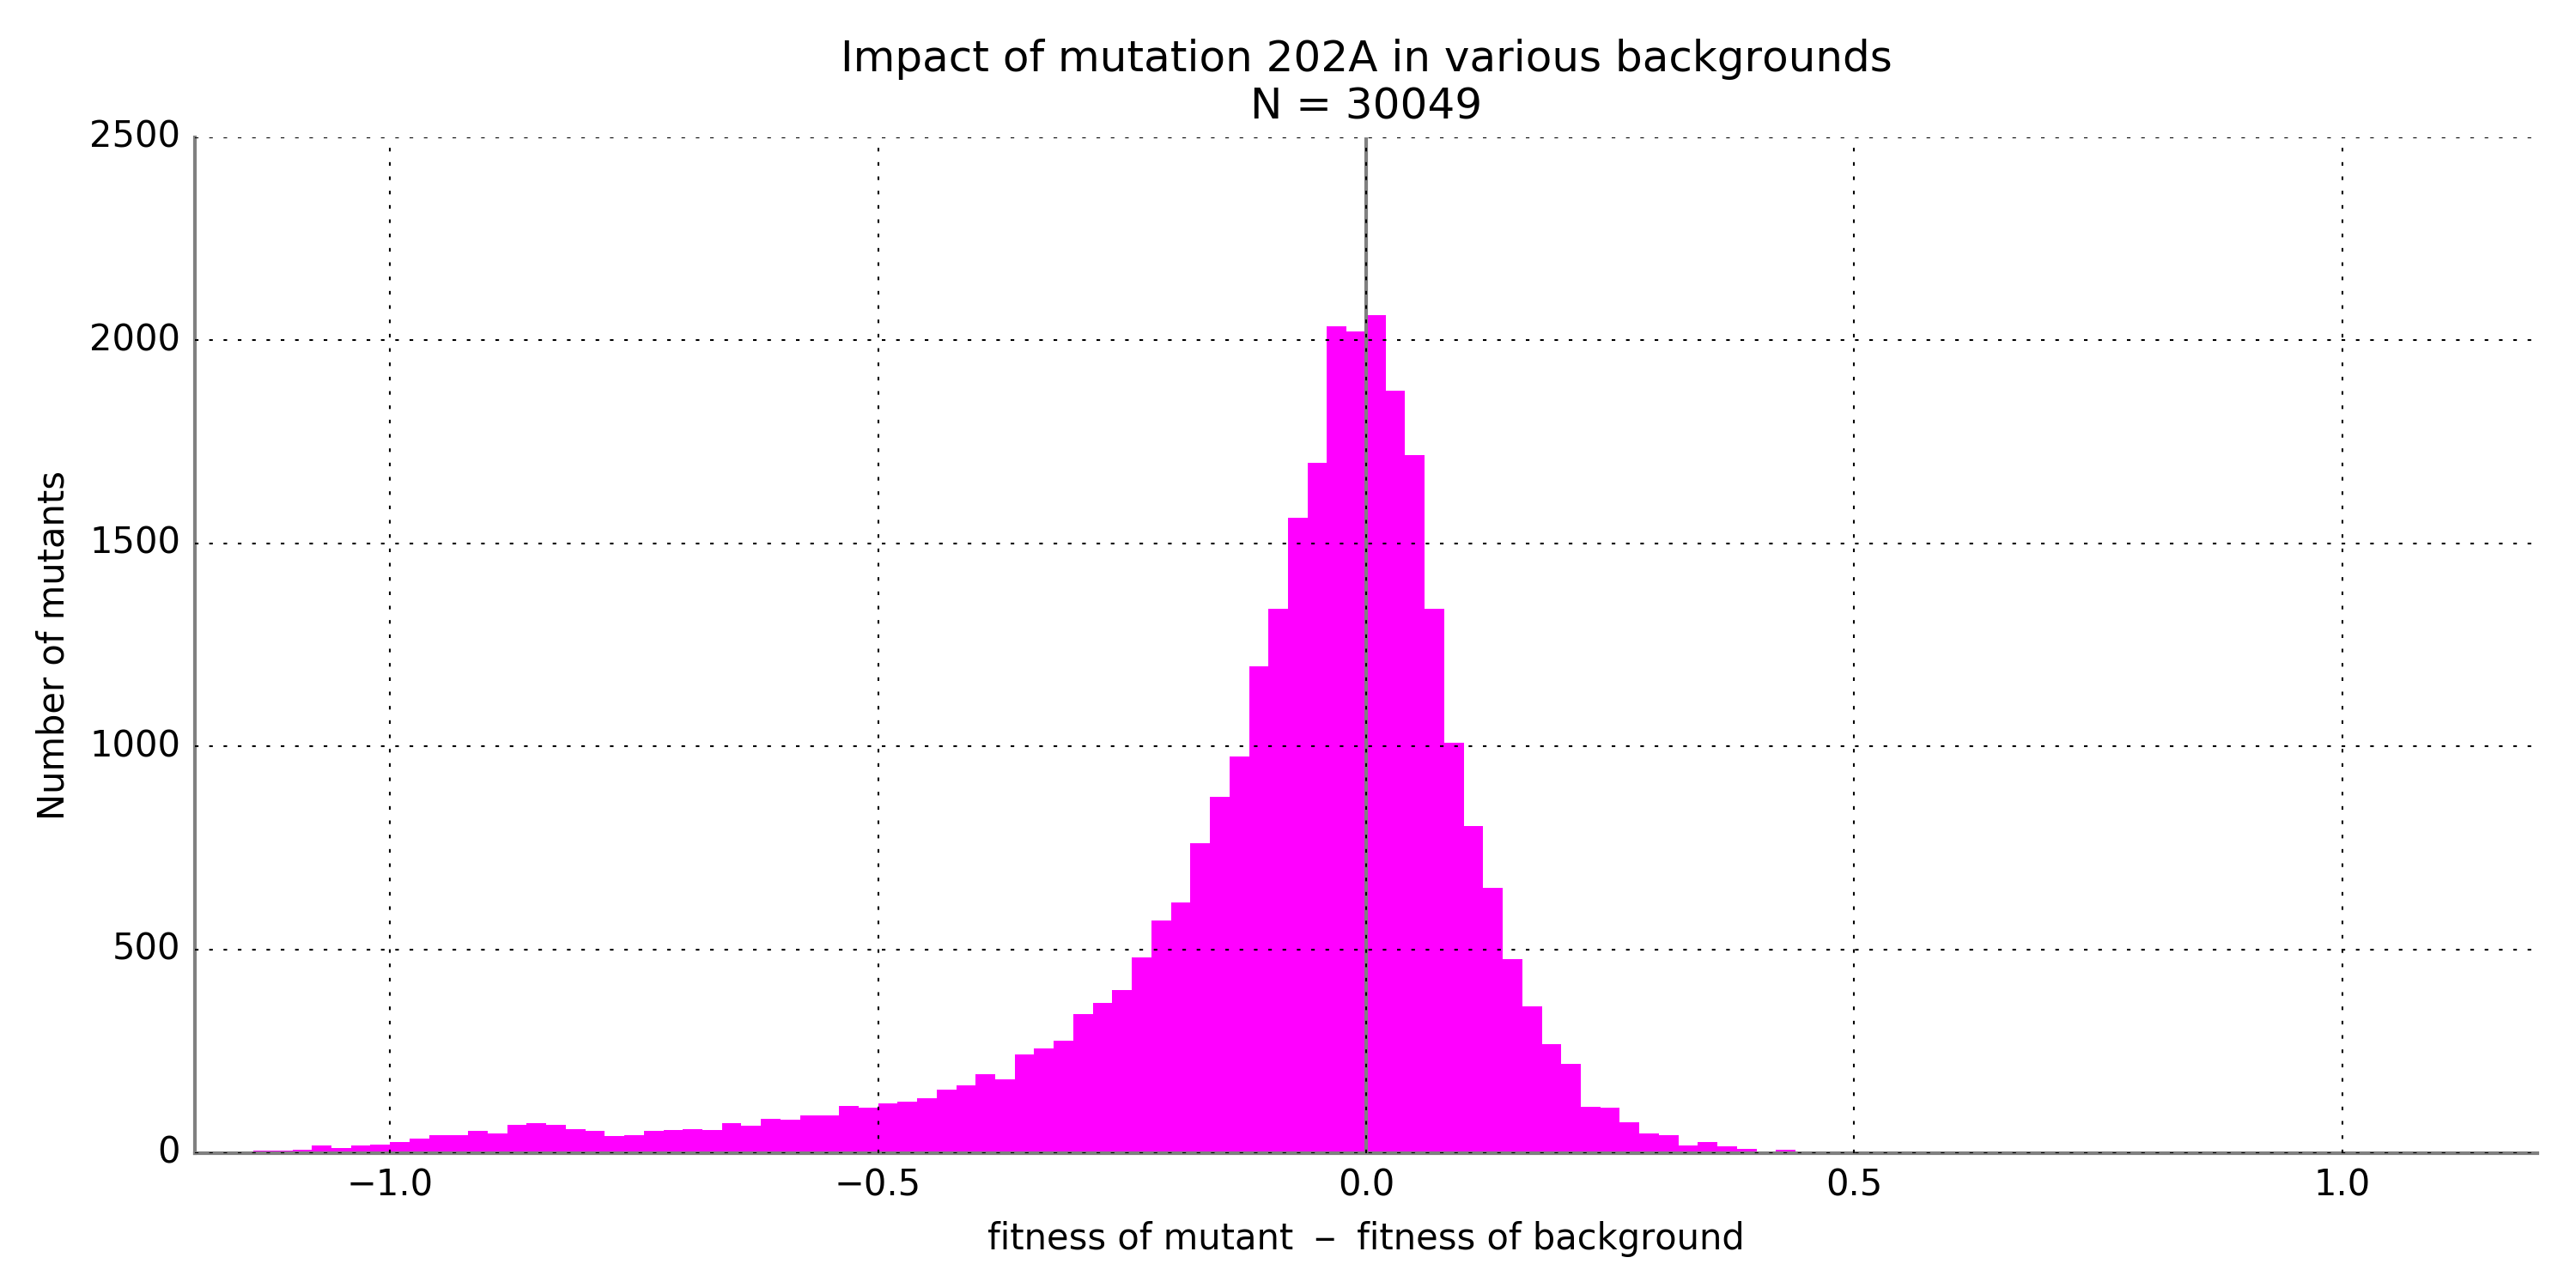 Impact of mutation 202A in various backgrounds
N = 30049
2500
2000
1500
1000
500
0
Number of mutants
−1.0
−0.5
0.0
0.5
1.0
fitness of mutant – fitness of background